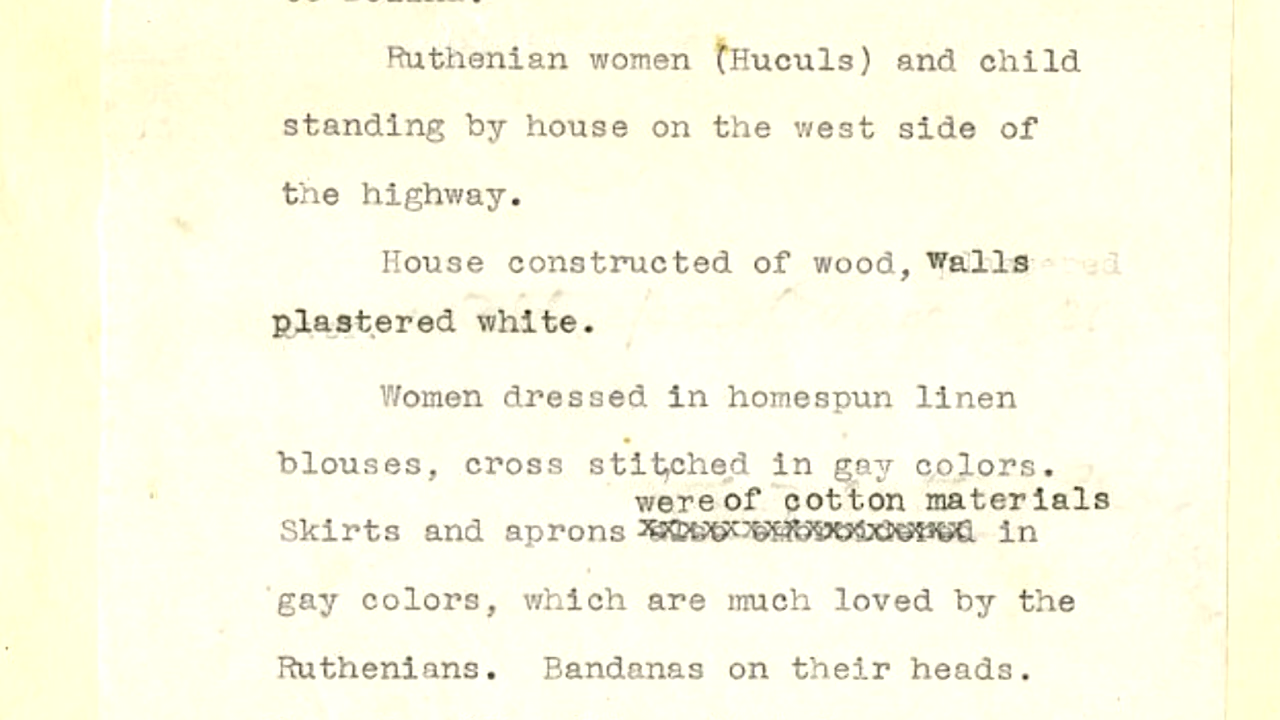 Ruthenian women (Huculs) and child
standing by house on the west side of
the highway.
House constructed of wood, walls
plastered white.
Women dressed in homespun linen
blouses, cross stitched in gay colors.
were of cotton materials
Skirts and aprons in
gay colors, which are much loved by the
Ruthenians. Bandanas on their heads.